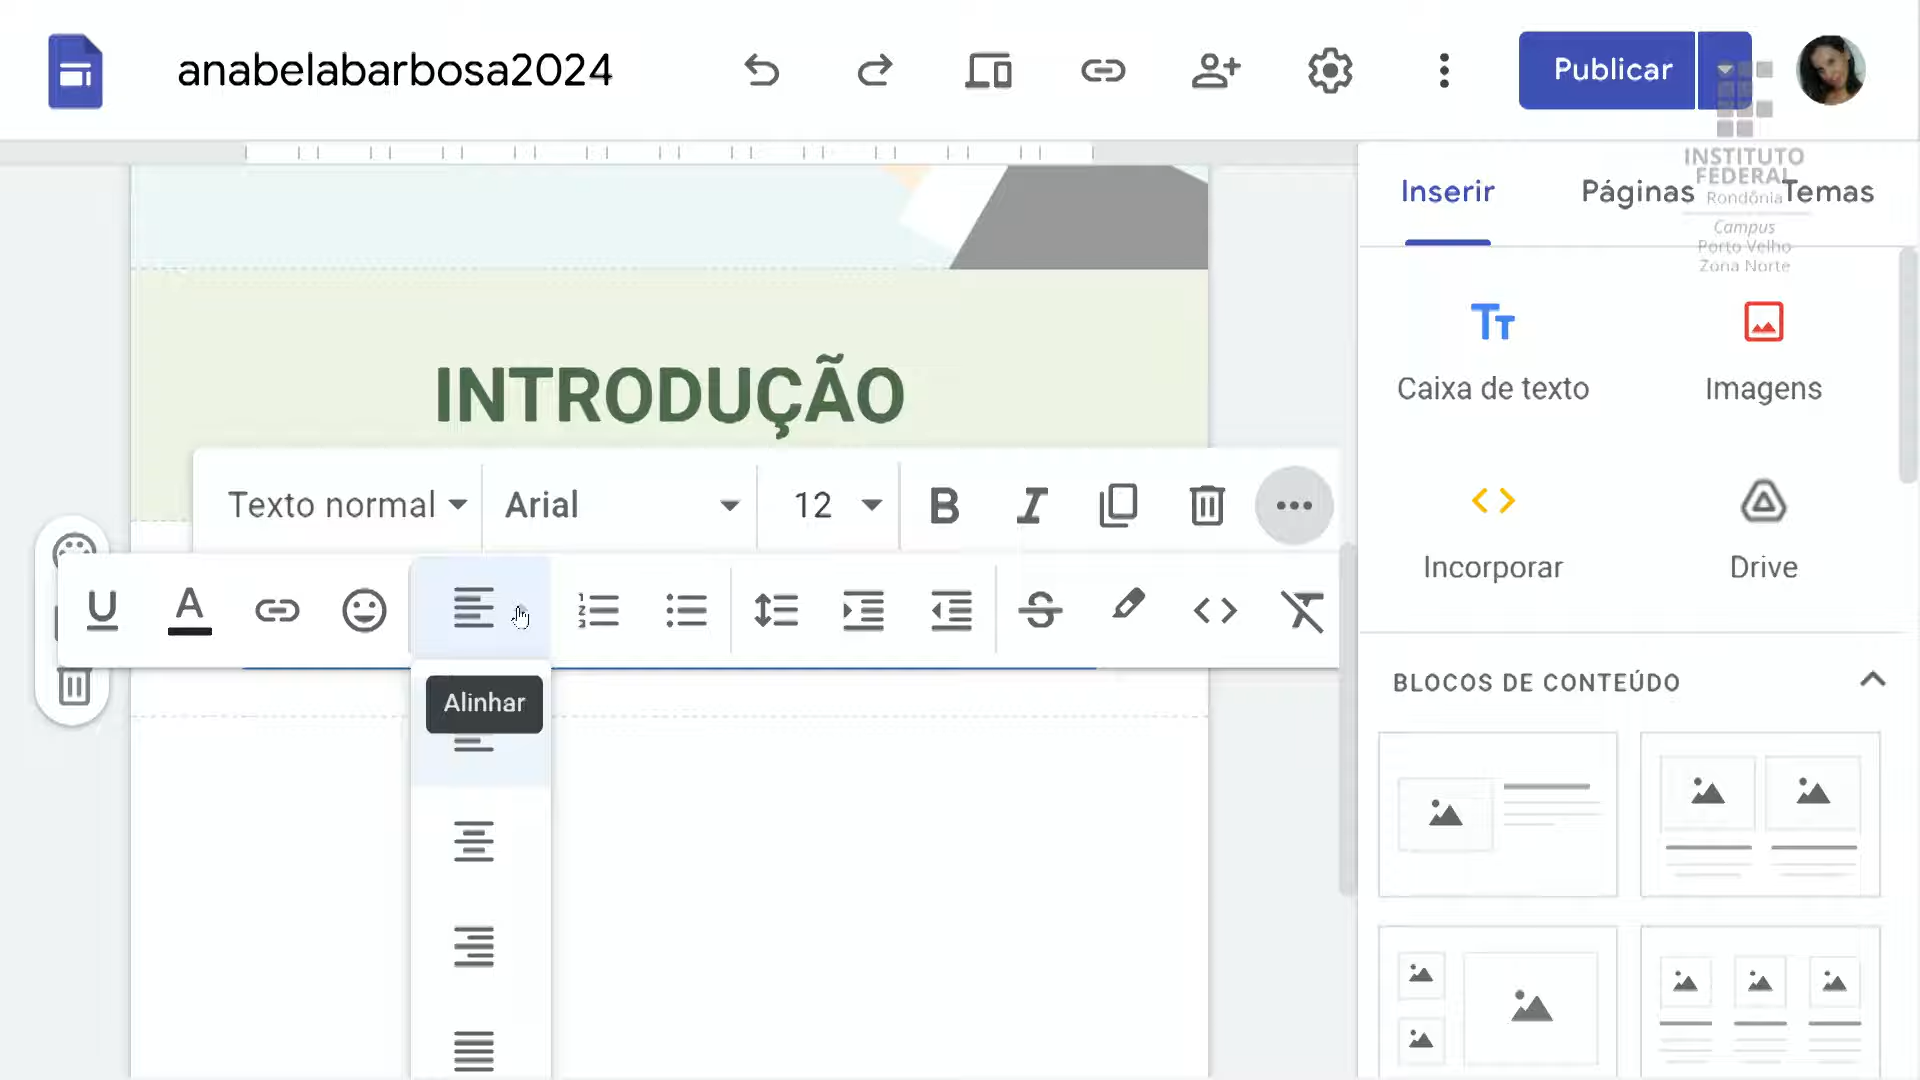 anabelabarbosa2024
Publicar
INSTITUTO
FEDERAL
Rondônia
Campus
Porto Velho
Zona Norte
Inserir
Páginas
Temas
INTRODUÇÃO
Caixa de texto
Imagens
Texto normal
Arial
12
B
I
Incorporar
Drive
U
A
Alinhar
BLOCOS DE CONTEÚDO